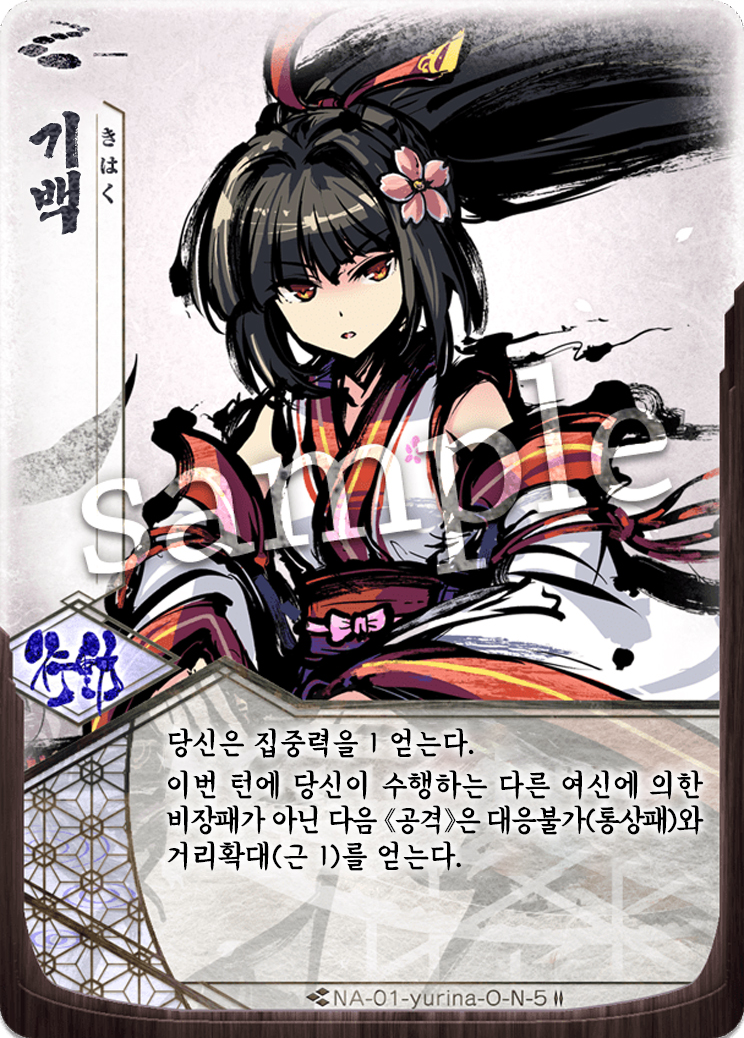 기백
きはく
sample
行動
당신은 집중력을 1 얻는다.
이번 턴에 당신이 수행하는 다른 여신에 의한
비장패가 아닌 다음 《공격》은 대응불가(통상패)와
거리확대(근 1)를 얻는다.
NA-01-yurina-O-N-5 II